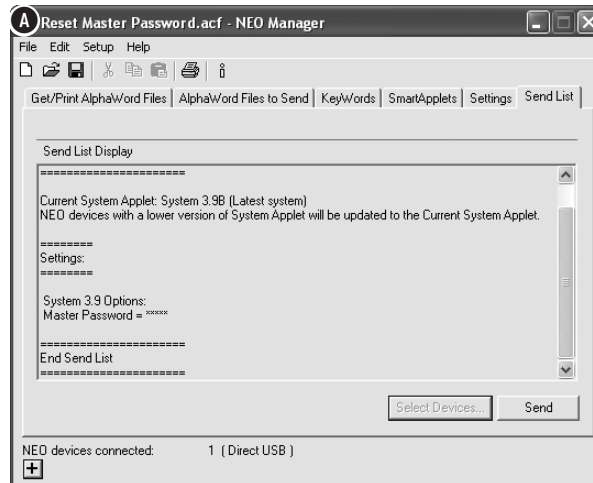 A Reset Master Password.acf - NEO Manager
File Edit Setup Help
Get/Print AlphaWord Files AlphaWord Files to Send KeyWords SmartApplets Settings Send List
Send List Display
=======================
Current System Applet: System 3.9B (Latest system)
NEO devices with a lower version of System Applet will be updated to the Current System Applet.
========
Settings:
========
System 3.9 Options:
Master Password = *****
=======================
End Send List
=======================
Select Devices... Send
NEO devices connected: 1 ( Direct USB )